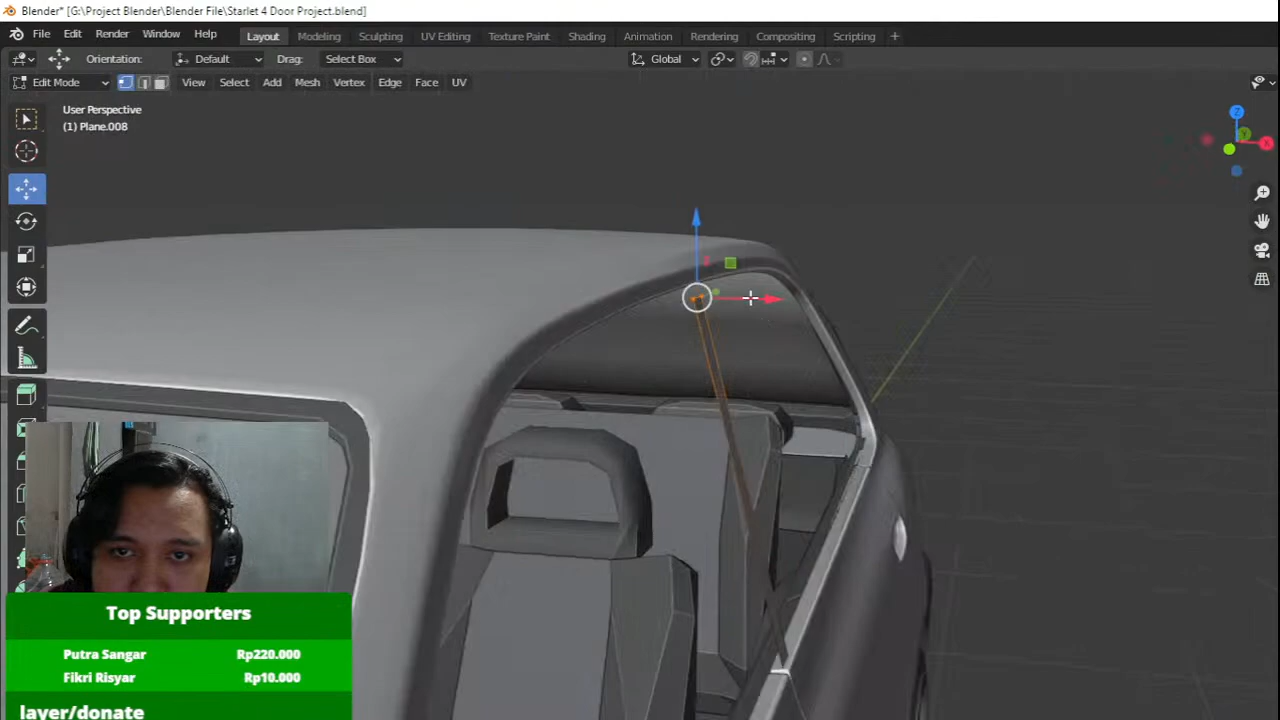 Blender* [G:\Project Blender\Blender File\Starlet 4 Door Project.blend]
File Edit Render Window Help Layout Modeling Sculpting UV Editing Texture Paint Shading Animation Rendering Compositing Scripting +
Orientation: Default Drag: Select Box Global
Edit Mode View Select Add Mesh Vertex Edge Face UV
User Perspective
(1) Plane.008
Z
X
Top Supporters
Putra Sangar Rp220.000
Fikri Risyar Rp10.000
layer/donate